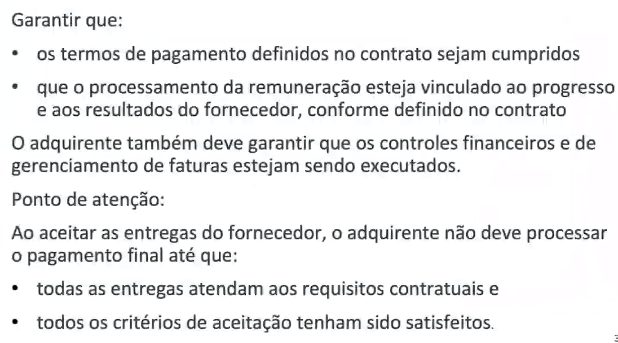 Garantir que:
• os termos de pagamento definidos no contrato sejam cumpridos
• que o processamento da remuneração esteja vinculado ao progresso
e aos resultados do fornecedor, conforme definido no contrato
O adquirente também deve garantir que os controles financeiros e de
gerenciamento de faturas estejam sendo executados.
Ponto de atenção:
Ao aceitar as entregas do fornecedor, o adquirente não deve processar
o pagamento final até que:
• todas as entregas atendam aos requisitos contratuais e
• todos os critérios de aceitação tenham sido satisfeitos.